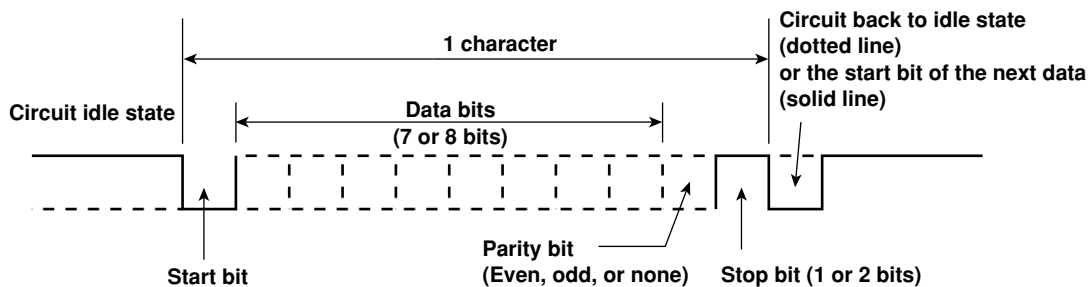 Circuit back to idle state
(dotted line)
or the start bit of the next data
(solid line)
1 character
Circuit idle state
Data bits
(7 or 8 bits)
Parity bit
(Even, odd, or none)
Start bit
Stop bit (1 or 2 bits)